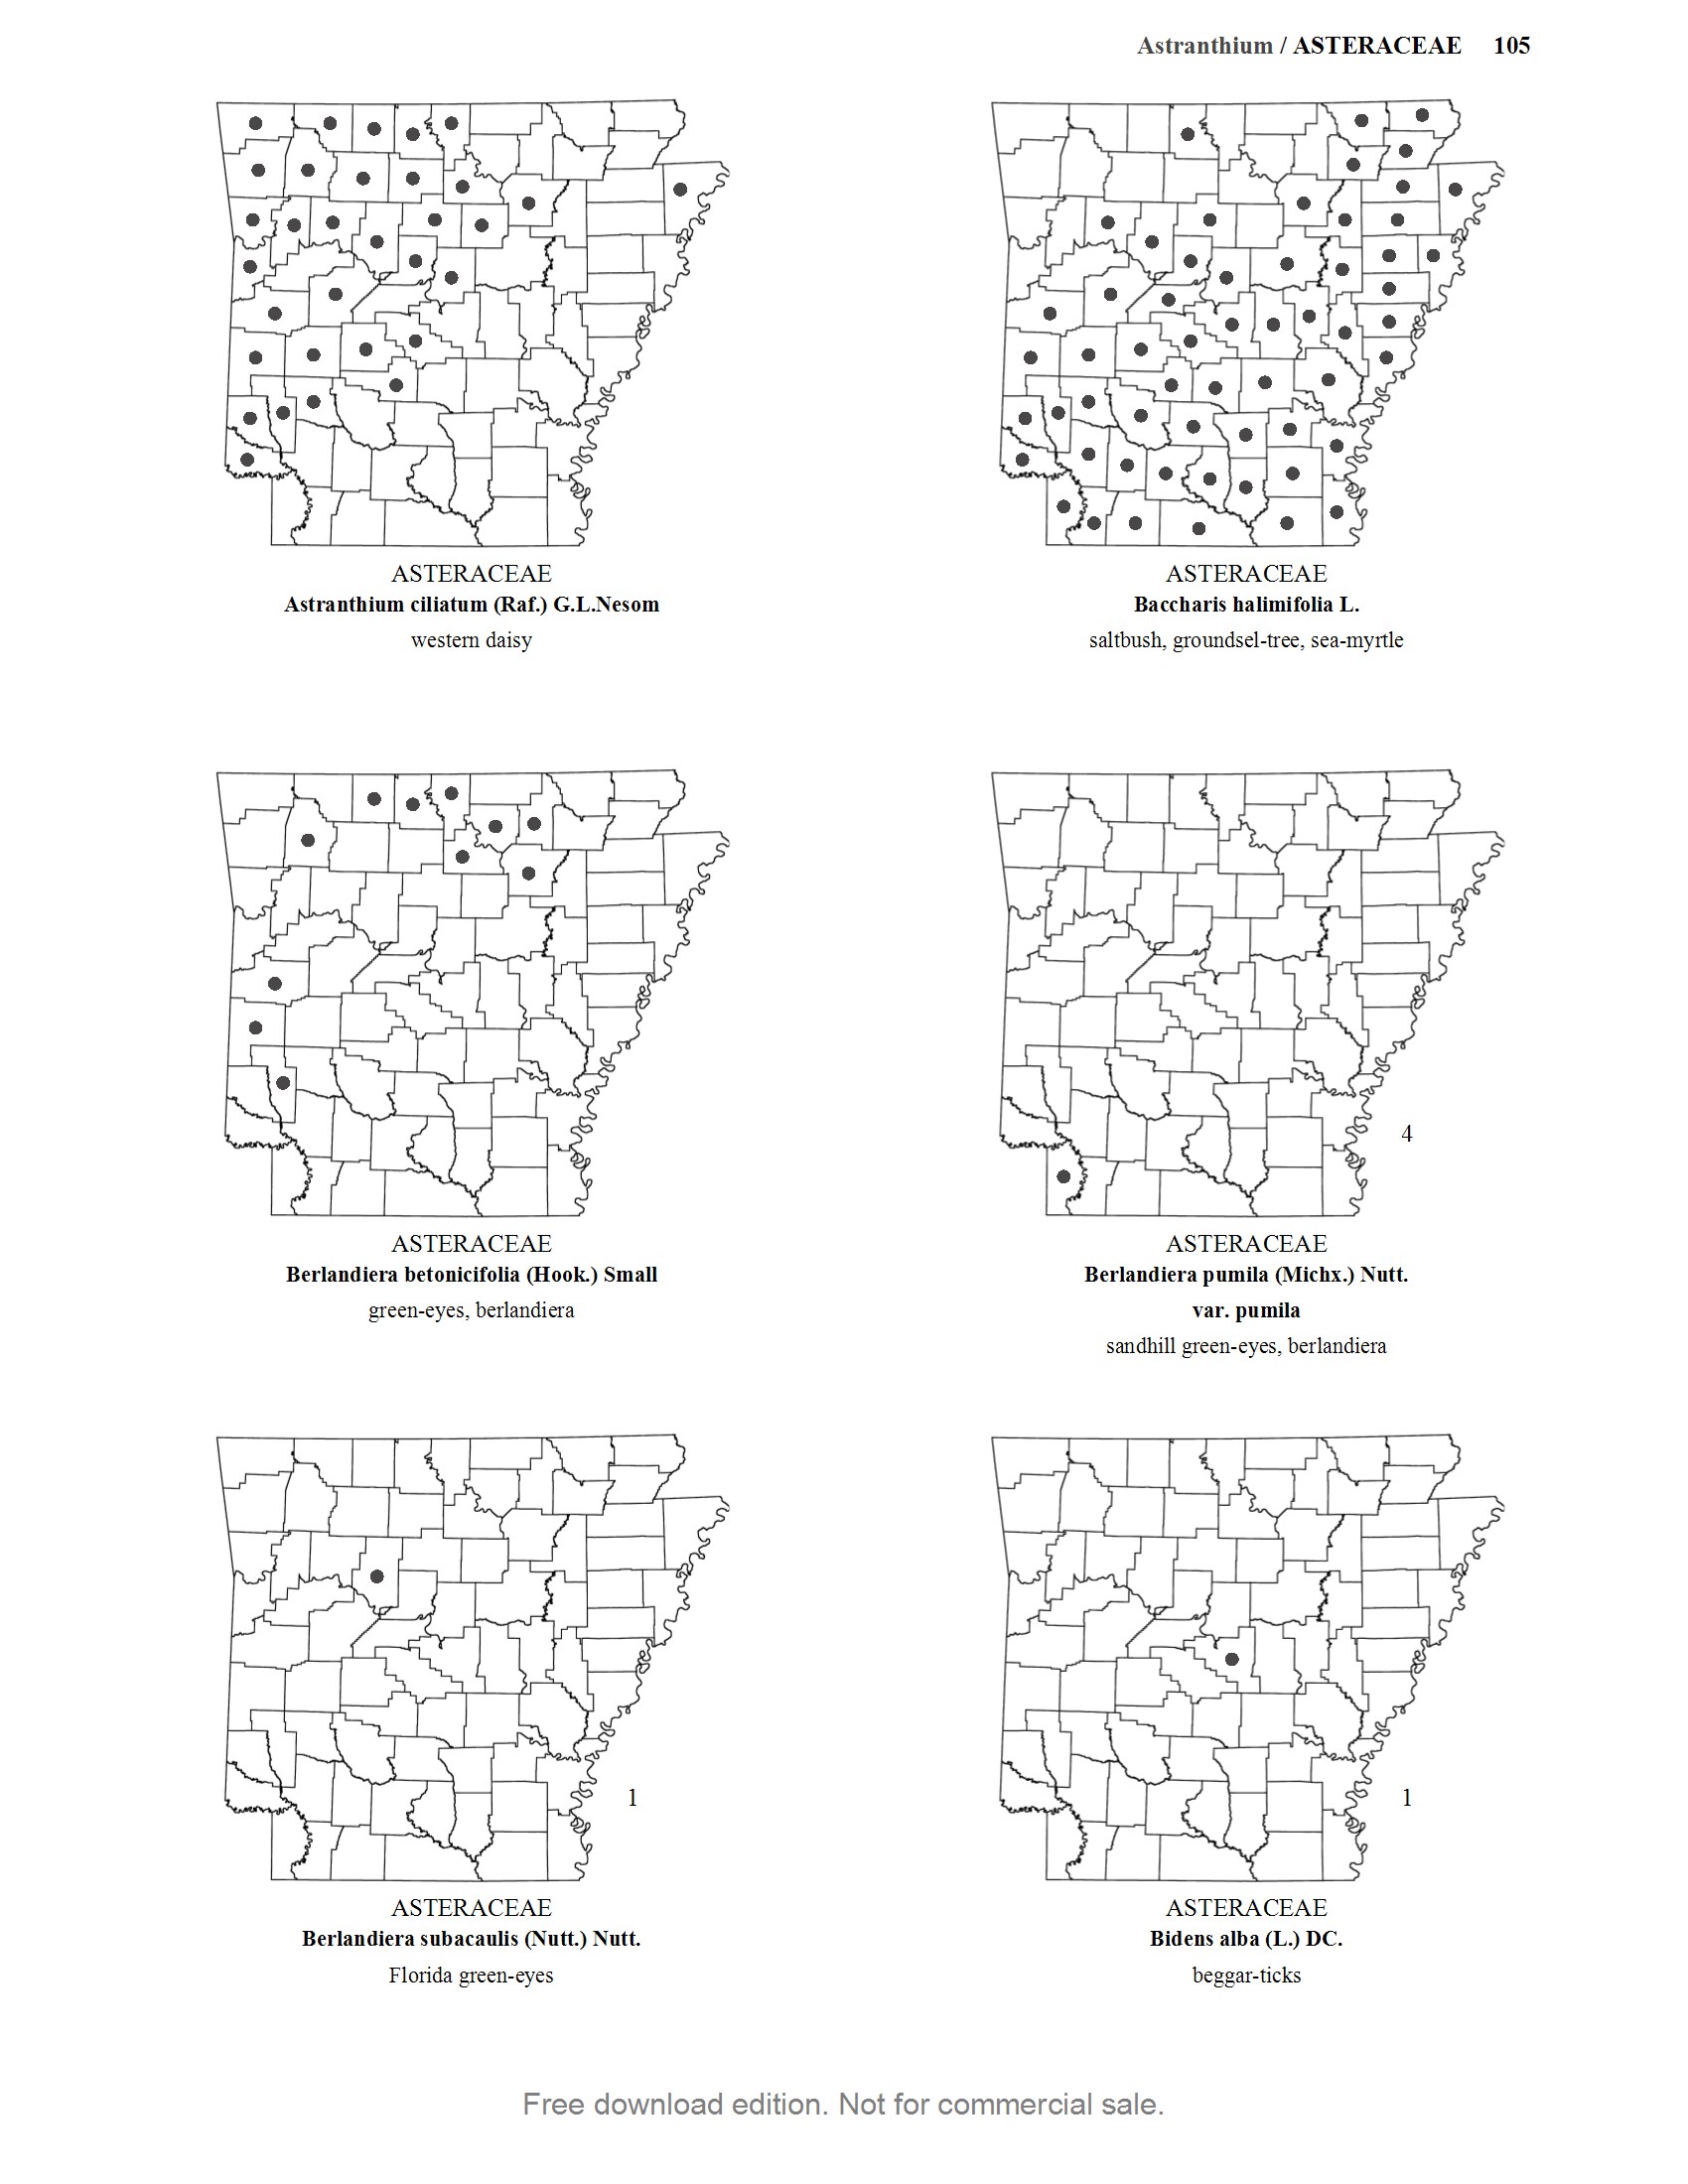 Astranthium / ASTERACEAE 105
ASTERACEAE
Astranthium ciliatum (Raf.) G.L.Nesom
western daisy
ASTERACEAE
Baccharis halimifolia L.
saltbush, groundsel-tree, sea-myrtle
ASTERACEAE
Berlandiera betonicifolia (Hook.) Small
green-eyes, berlandiera
4
ASTERACEAE
Berlandiera pumila (Michx.) Nutt.
var. pumila
sandhill green-eyes, berlandiera
1
ASTERACEAE
Berlandiera subacaulis (Nutt.) Nutt.
Florida green-eyes
1
ASTERACEAE
Bidens alba (L.) DC.
beggar-ticks
Free download edition. Not for commercial sale.